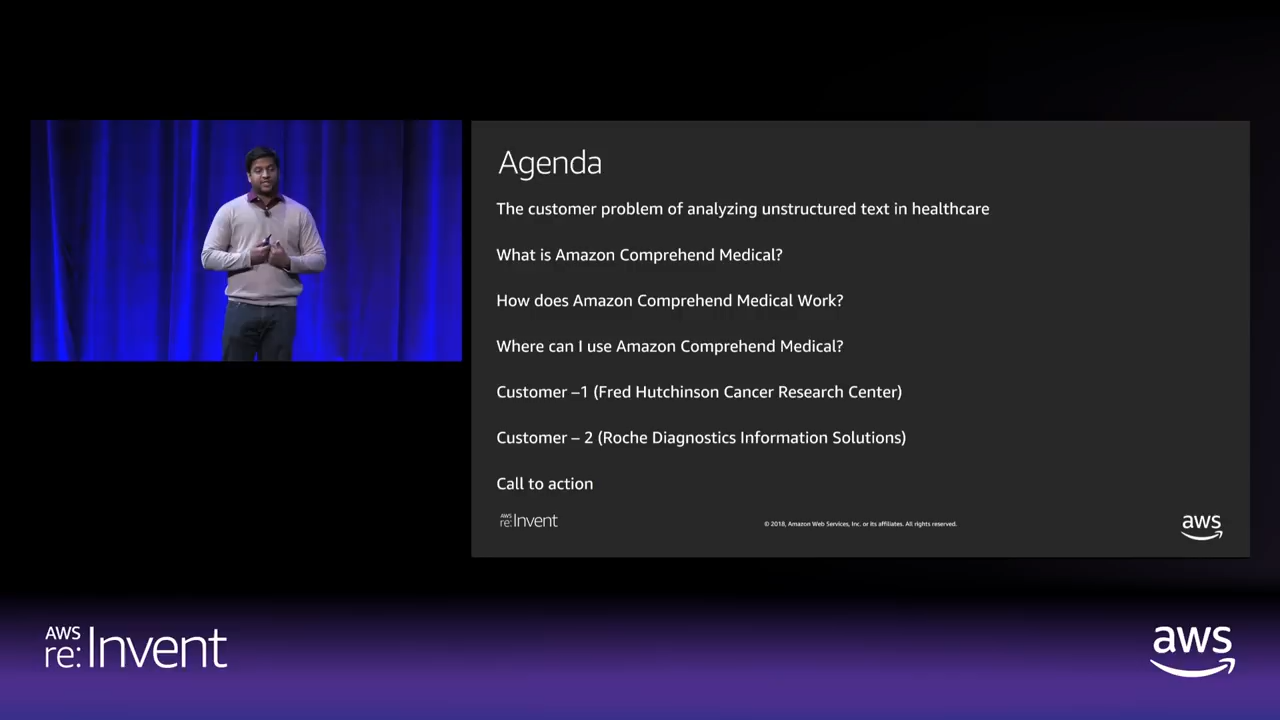 Agenda
The customer problem of analyzing unstructured text in healthcare
What is Amazon Comprehend Medical?
How does Amazon Comprehend Medical Work?
Where can I use Amazon Comprehend Medical?
Customer –1 (Fred Hutchinson Cancer Research Center)
Customer – 2 (Roche Diagnostics Information Solutions)
Call to action
AWS
re:Invent
© 2018, Amazon Web Services, Inc. or its affiliates. All rights reserved.
aws
AWS
re:Invent
aws